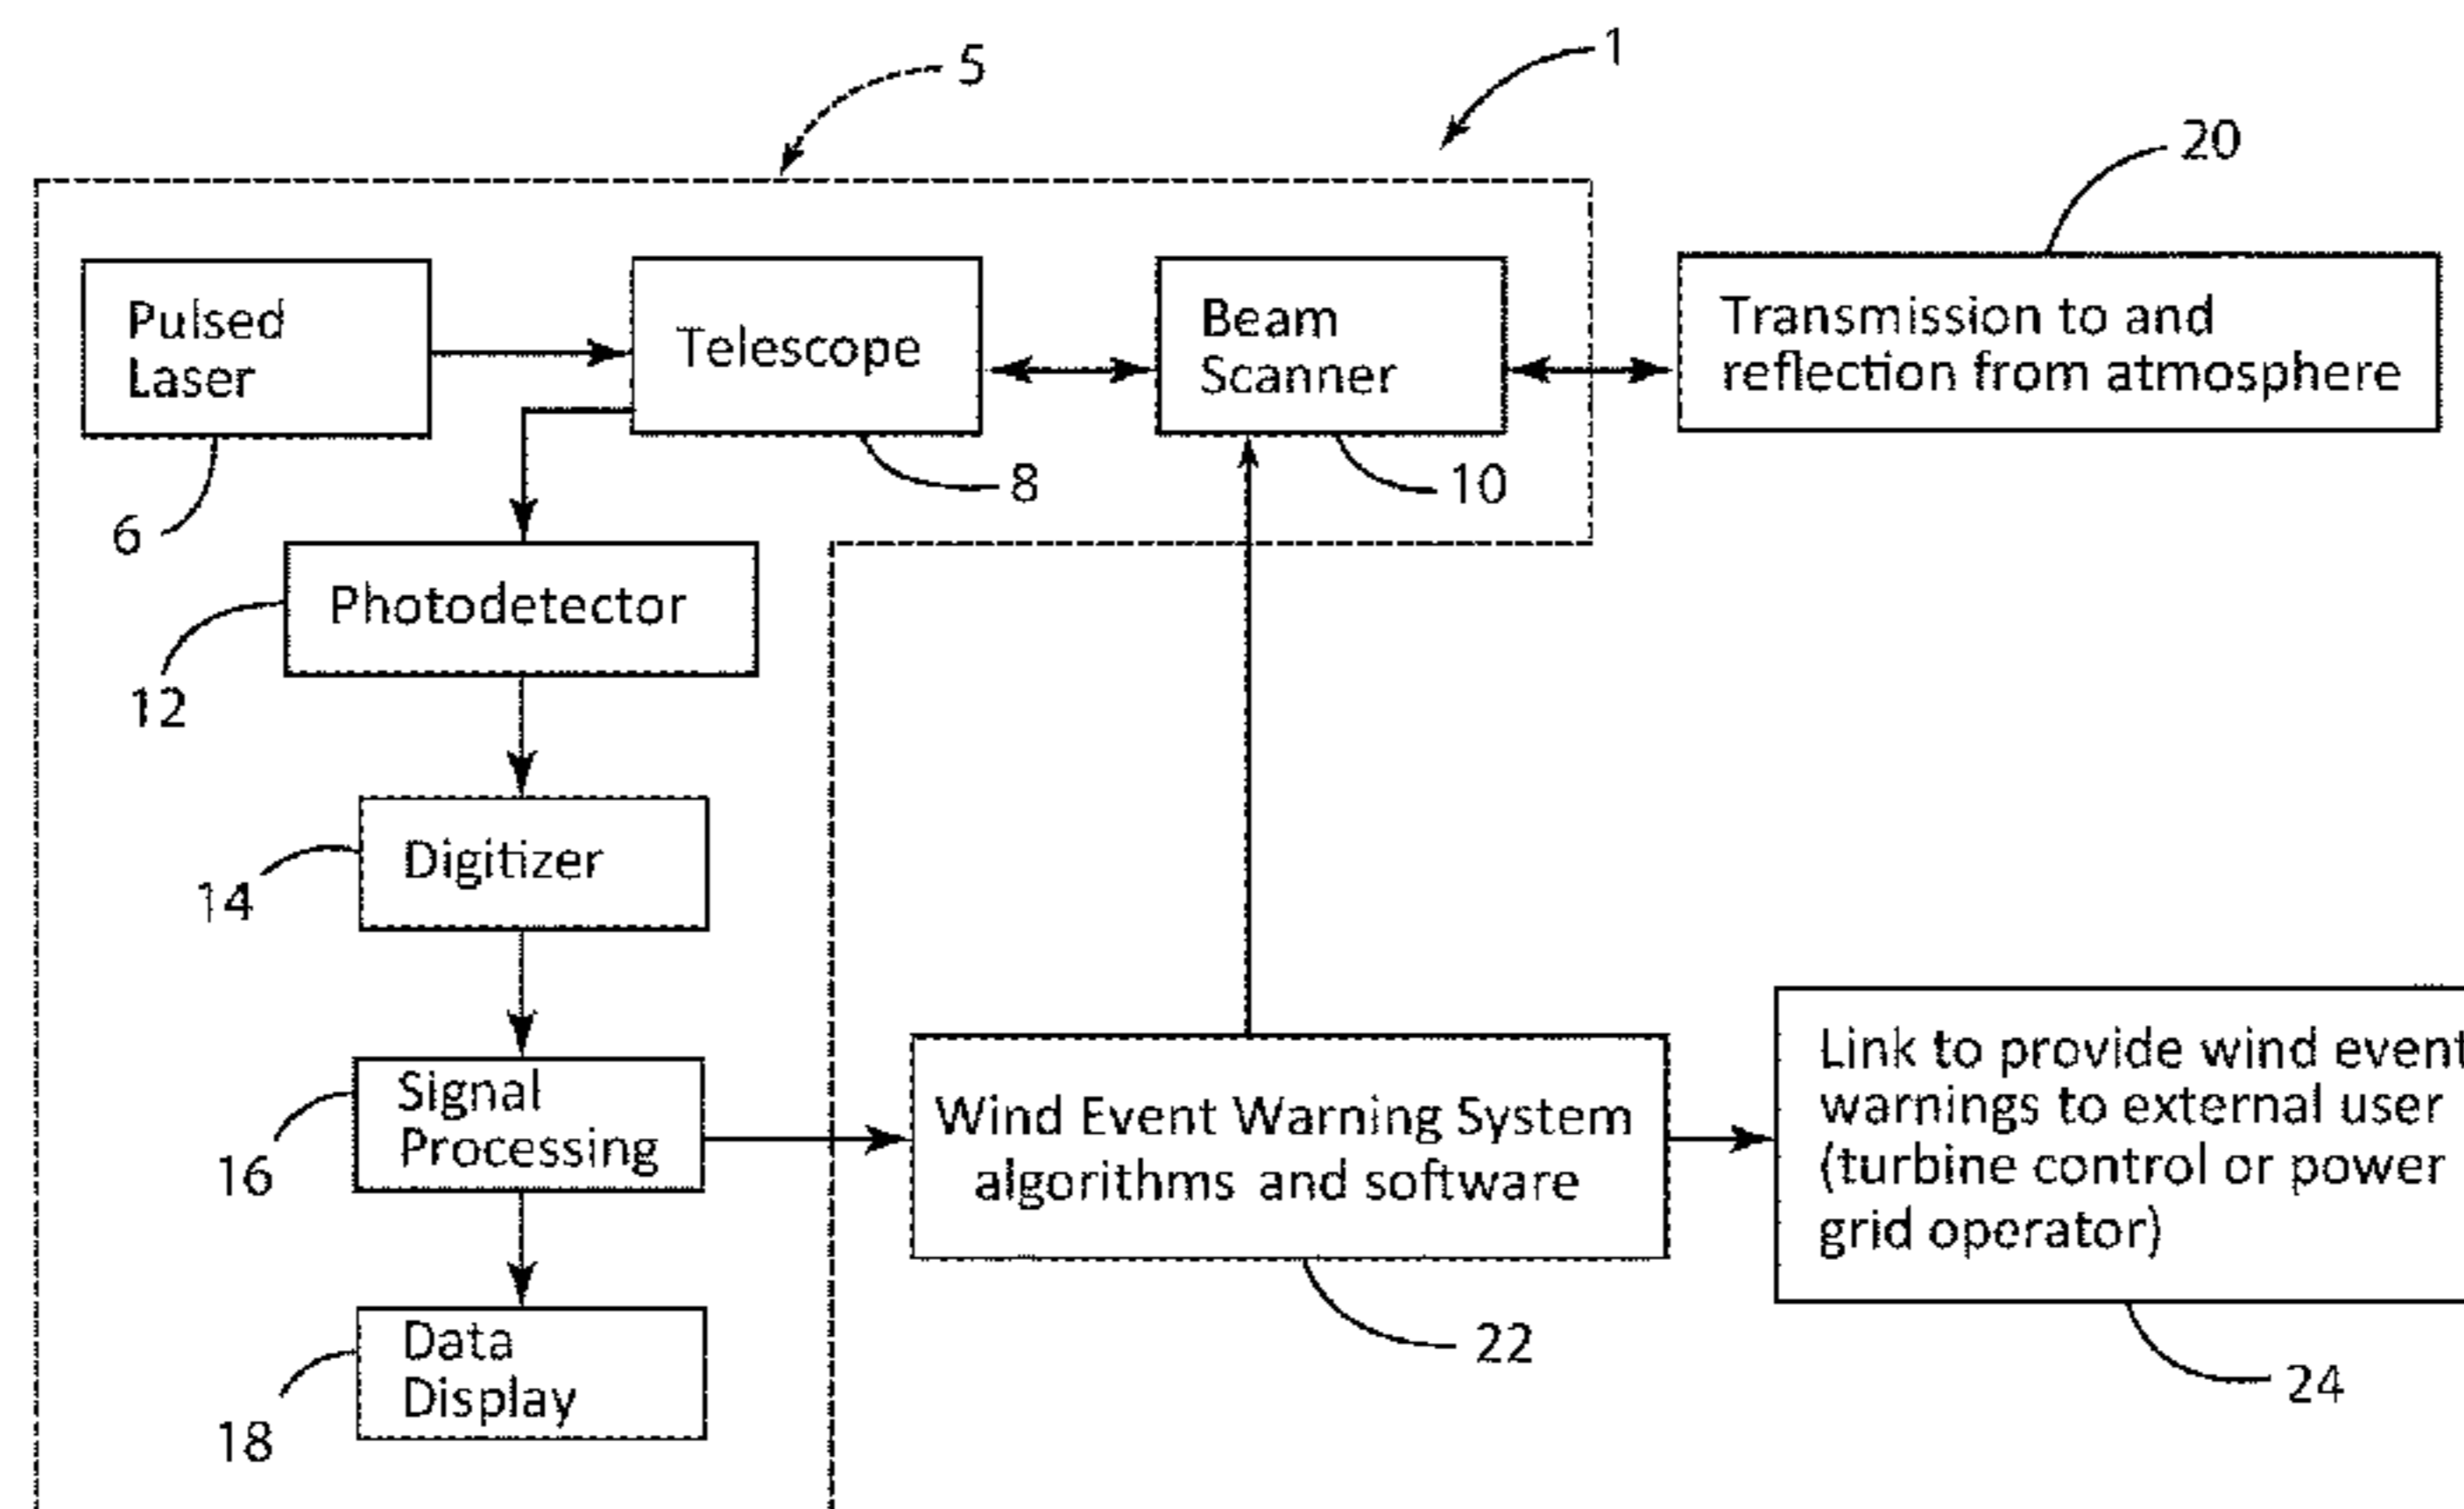 5
1
20
Pulsed
Laser
Telescope
Beam
Scanner
Transmission to and
reflection from atmosphere
6
8
10
Photodetector
12
Digitizer
14
Signal
Processing
16
Wind Event Warning System
algorithms and software
Link to provide wind event
warnings to external user
(turbine control or power
grid operator)
22
24
Data
Display
18